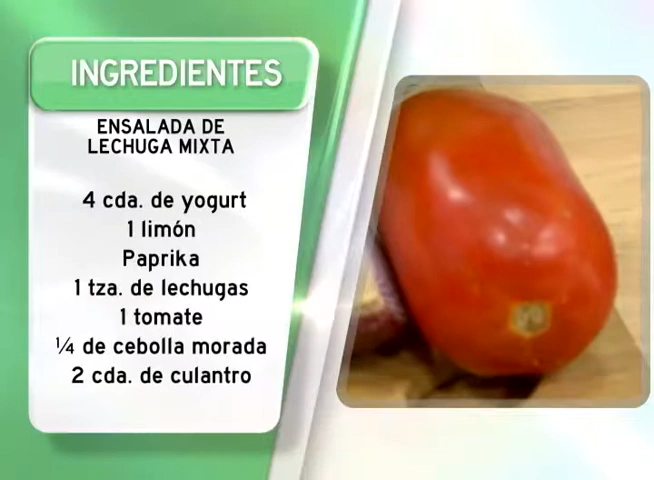 INGREDIENTES
ENSALADA DE
LECHUGA MIXTA
4 cda. de yogurt
1 limón
Paprika
1 tza. de lechugas
1 tomate
¼ de cebolla morada
2 cda. de culantro